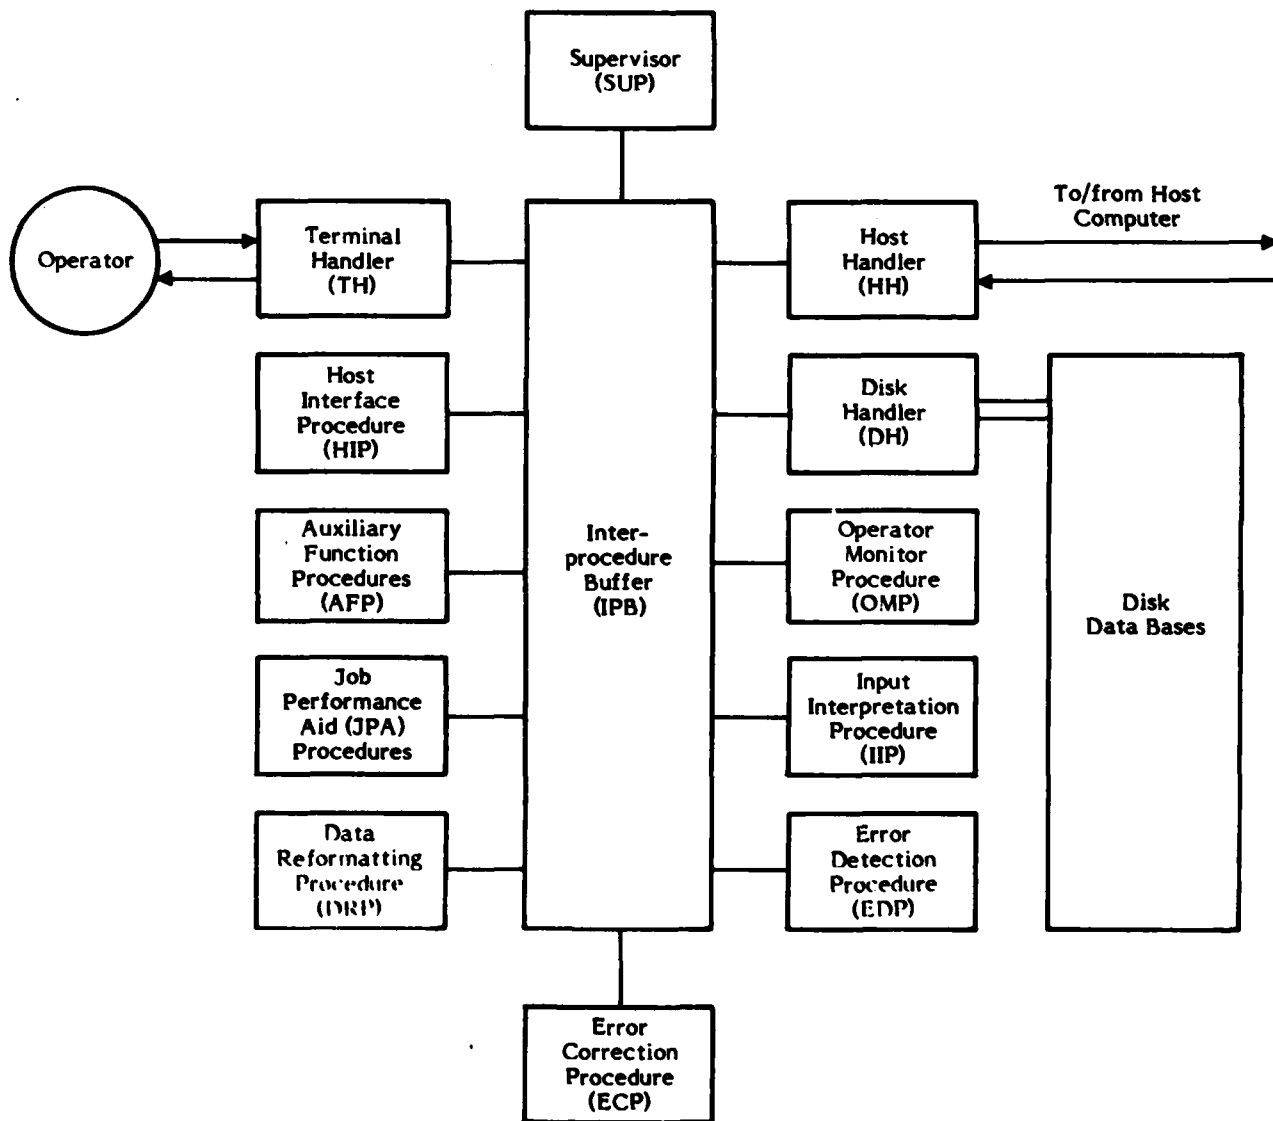 Supervisor
(SUP)
To/from Host
Computer
Operator
Terminal
Handler
(TH)
Host
Handler
(HH)
Host
Interface
Procedure
(HIP)
Disk
Handler
(DH)
Auxiliary
Function
Procedures
(AFP)
Inter-
procedure
Buffer
(IPB)
Operator
Monitor
Procedure
(OMP)
Disk
Data Bases
Job
Performance
Aid (JPA)
Procedures
Input
Interpretation
Procedure
(IIP)
Data
Reformatting
Procedure
(DRP)
Error
Detection
Procedure
(EDP)
Error
Correction
Procedure
(ECP)